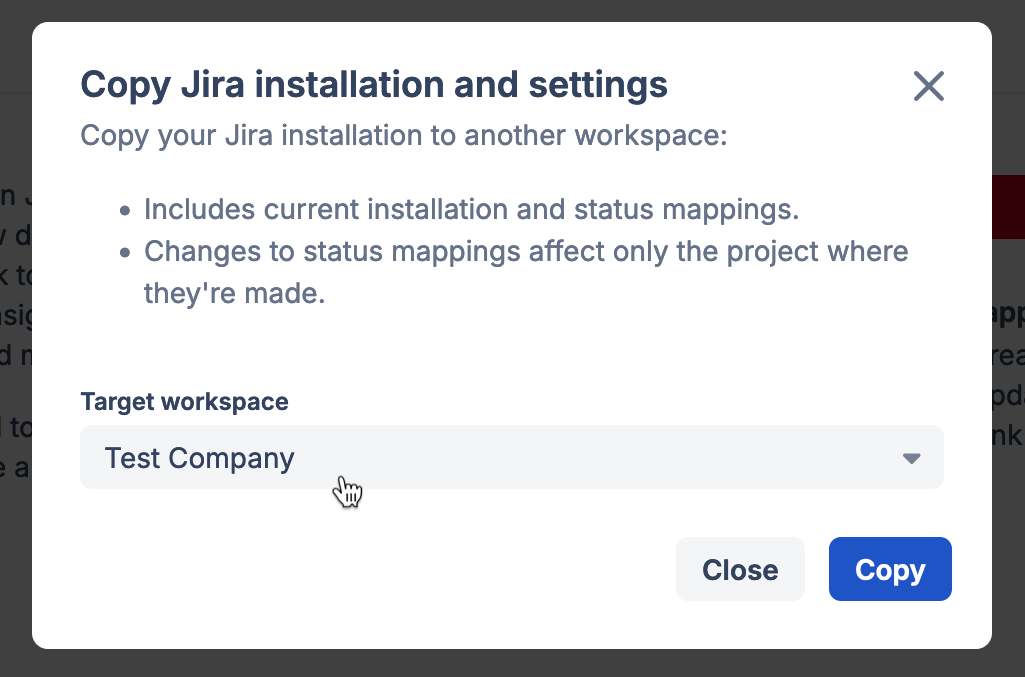 Copy Jira installation and settings
Copy your Jira installation to another workspace:
Includes current installation and status mappings.
Changes to status mappings affect only the project where
they're made.
Target workspace
Test Company
Close
Copy